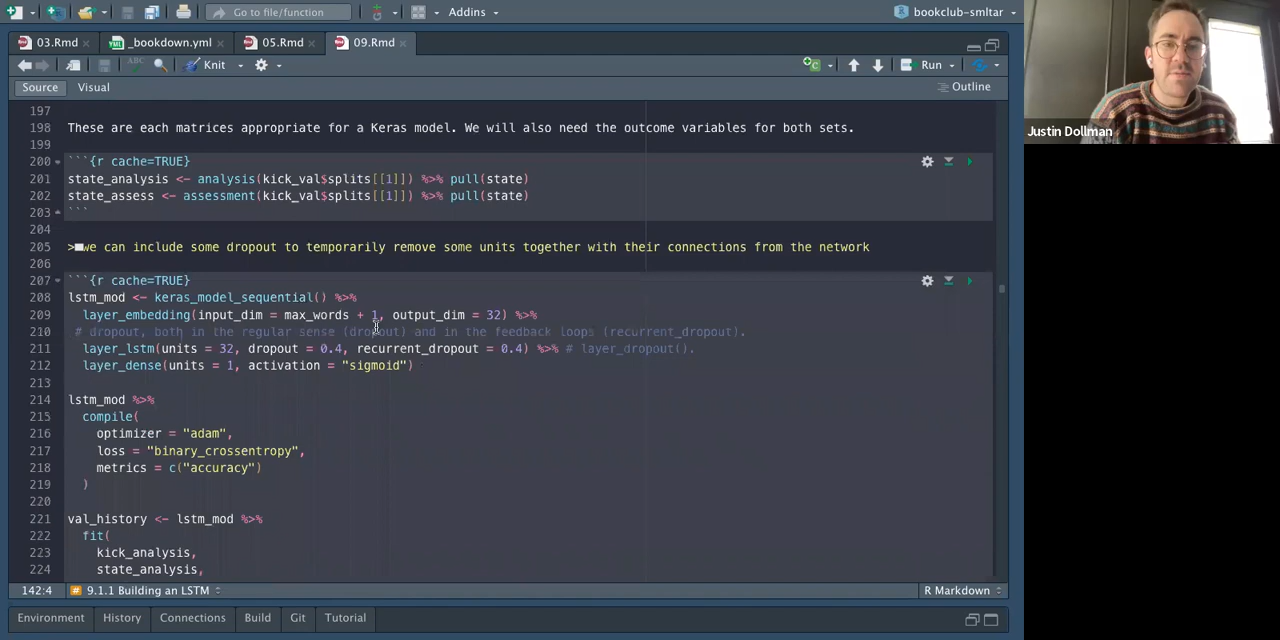 Go to file/function
Addins
bookclub-smltar
03.Rmd
_bookdown.yml
05.Rmd
09.Rmd
ABC
Knit
Run
Source
Visual
Outline
197
198 These are each matrices appropriate for a Keras model. We will also need the outcome variables for both sets.
199
200 ```{r cache=TRUE}
201 state_analysis <- analysis(kick_val$splits[[1]]) %>% pull(state)
202 state_assess <- assessment(kick_val$splits[[1]]) %>% pull(state)
203 ```
204
205 > we can include some dropout to temporarily remove some units together with their connections from the network
206
207 ```{r cache=TRUE}
208 lstm_mod <- keras_model_sequential() %>%
209 layer_embedding(input_dim = max_words + 1, output_dim = 32) %>%
210 # dropout, both in the regular sense (dropout) and in the feedback loops (recurrent_dropout).
211 layer_lstm(units = 32, dropout = 0.4, recurrent_dropout = 0.4) %>% # layer_dropout().
212 layer_dense(units = 1, activation = "sigmoid")
213
214 lstm_mod %>%
215 compile(
216 optimizer = "adam",
217 loss = "binary_crossentropy",
218 metrics = c("accuracy")
219 )
220
221 val_history <- lstm_mod %>%
222 fit(
223 kick_analysis,
224 state_analysis,
142:4
# 9.1.1 Building an LSTM
R Markdown
Environment
History
Connections
Build
Git
Tutorial
Justin Dollman